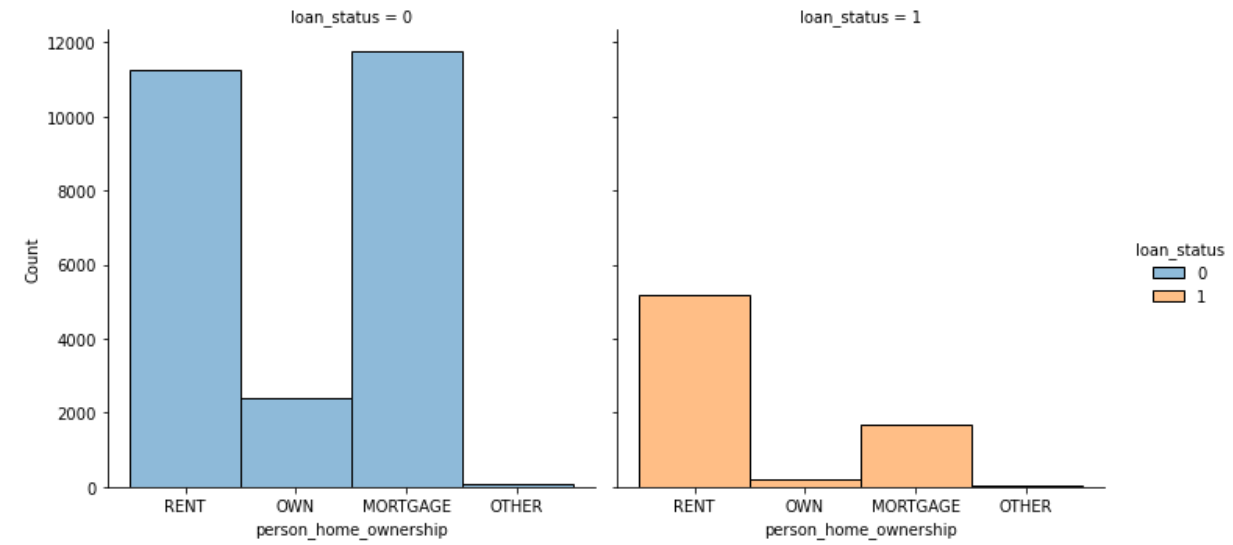 loan_status = 0
loan_status = 1
12000
10000
8000
6000
4000
2000
0
Count
RENT OWN MORTGAGE OTHER
person_home_ownership
RENT OWN MORTGAGE OTHER
person_home_ownership
loan_status
0
1